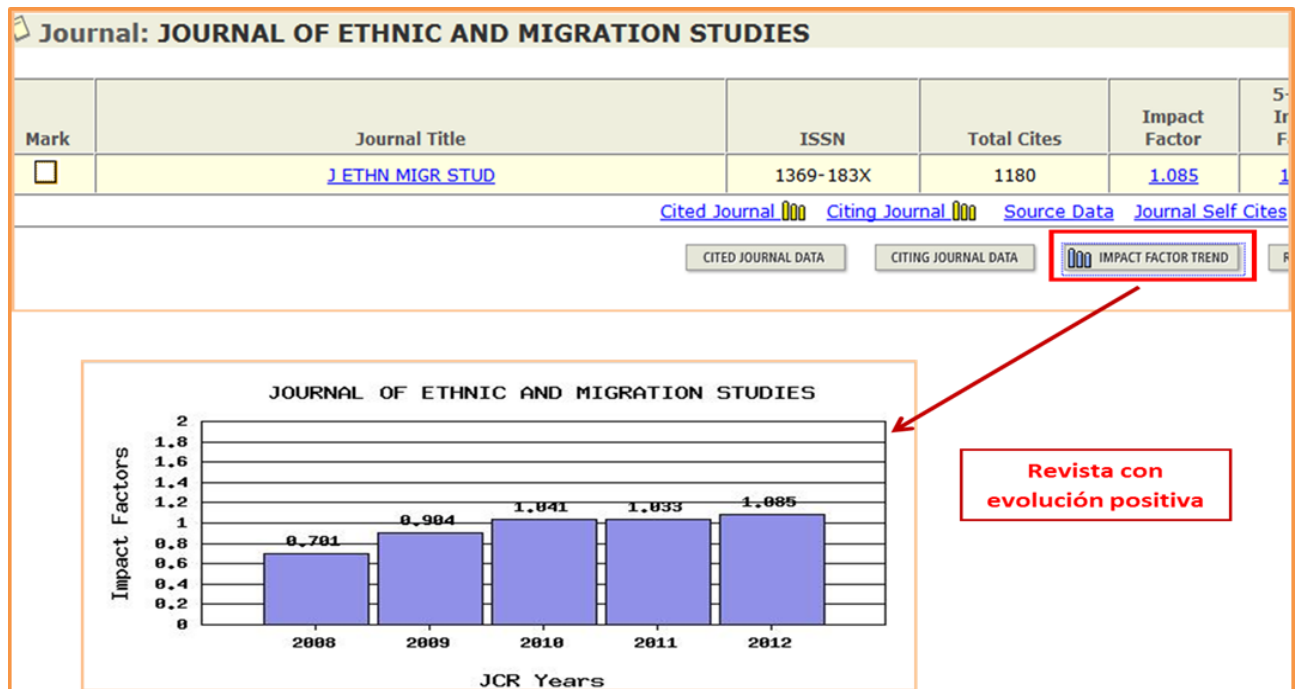 Journal: JOURNAL OF ETHNIC AND MIGRATION STUDIES
Mark Journal Title ISSN Total Cites Impact Factor 5-
J ETHN MIGR STUD 1369-183X 1180 1.085 1
Cited Journal Citing Journal Source Data Journal Self Cites
CITED JOURNAL DATA CITING JOURNAL DATA IMPACT FACTOR TREND
JOURNAL OF ETHNIC AND MIGRATION STUDIES
Impact Factors
2
1.8
1.6
1.4
1.2
1
0.8
0.6
0.4
0.2
0
0.701 0.904 1.041 1.033 1.085
2008 2009 2010 2011 2012
JCR Years
Revista con
evolución positiva